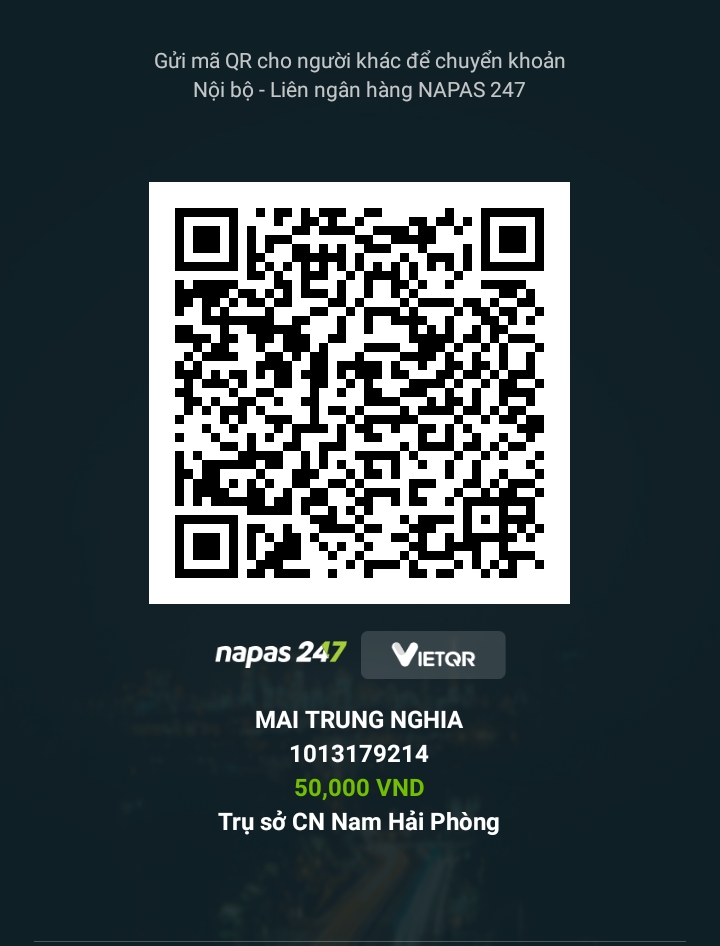 Gửi mã QR cho người khác để chuyển khoản
Nội bộ - Liên ngân hàng NAPAS 247
napas 247 VIETQR
MAI TRUNG NGHIA
1013179214
50,000 VND
Trụ sở CN Nam Hải Phòng